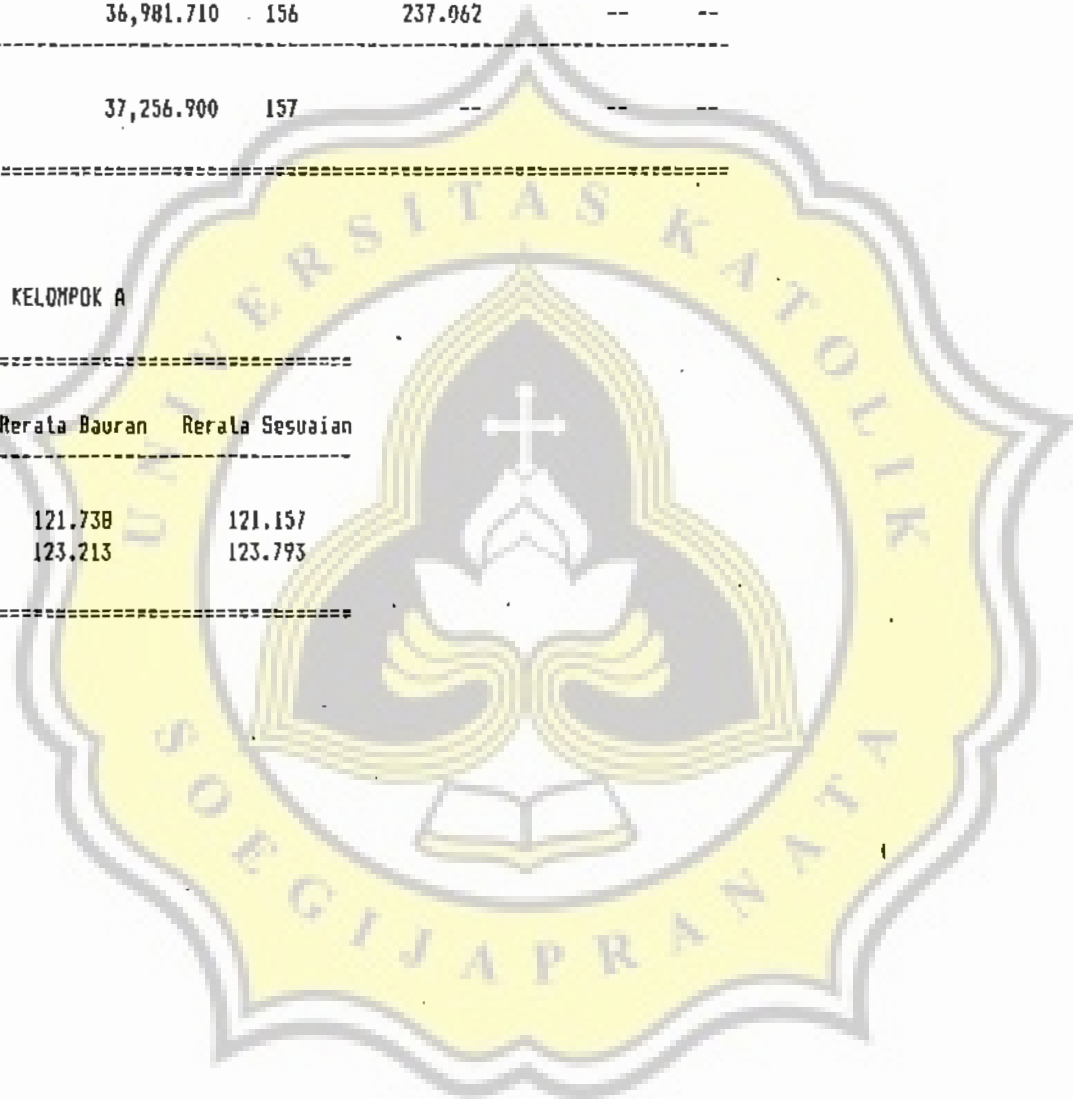 36,981.710 156 237.062 -- --
37,256.900 157 -- -- --
KELOMPOK A
Rerata Bauran Rerata Sesuaian
121.738 121.157
123.213 123.793
UNIVERSITAS KATOLIK
SOEGIJAPRANATA